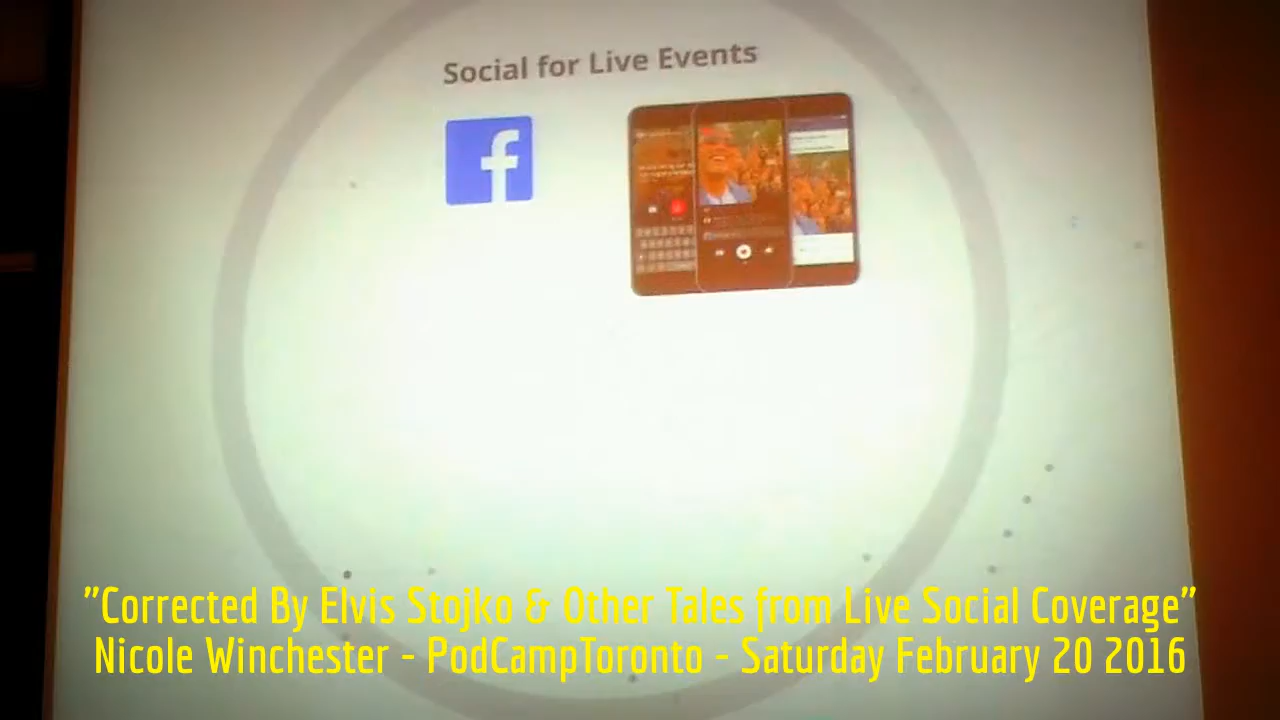 Social for Live Events
f
"Corrected By Elvis Stojko & Other Tales from Live Social Coverage"
Nicole Winchester - PodCampToronto - Saturday February 20 2016